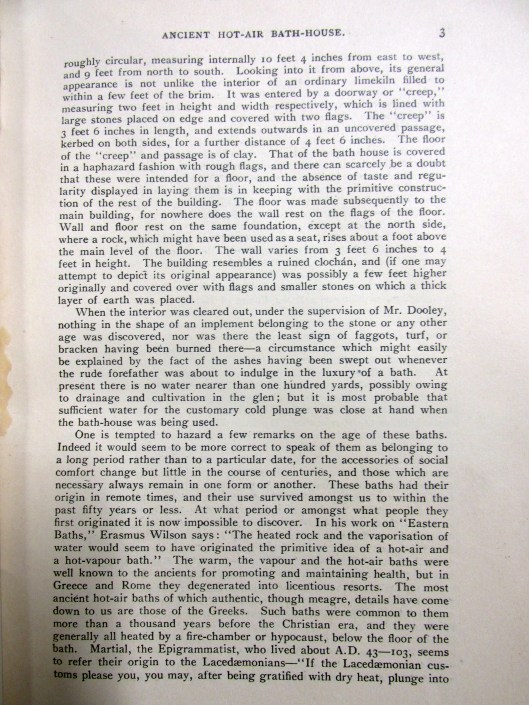 ANCIENT HOT-AIR BATH-HOUSE. 3
roughly circular, measuring internally 10 feet 4 inches from east to west,
and 9 feet from north to south. Looking into it from above, its general
appearance is not unlike the interior of an ordinary limekiln filled to
within a few feet of the brim. It was entered by a doorway or "creep,"
measuring two feet in height and width respectively, which is lined with
large stones placed on edge and covered with two flags. The "creep" is
3 feet 6 inches in length, and extends outwards in an uncovered passage,
kerbed on both sides, for a further distance of 4 feet 6 inches. The floor
of the "creep" and passage is of clay. That of the bath house is covered
in a haphazard fashion with rough flags, and there can scarcely be a doubt
that these were intended for a floor, and the absence of taste and regu-
larity displayed in laying them is in keeping with the primitive construc-
tion of the rest of the building. The floor was made subsequently to the
main building, for nowhere does the wall rest on the flags of the floor.
Wall and floor rest on the same foundation, except at the north side,
where a rock, which might have been used as a seat, rises about a foot above
the main level of the floor. The wall varies from 3 feet 6 inches to 4
feet in height. The building resembles a ruined clochán, and (if one may
attempt to depict its original appearance) was possibly a few feet higher
originally and covered over with flags and smaller stones on which a thick
layer of earth was placed.
When the interior was cleared out, under the supervision of Mr. Dooley,
nothing in the shape of an implement belonging to the stone or any other
age was discovered, nor was there the least sign of faggots, turf, or
bracken having been burned there—a circumstance which might easily
be explained by the fact of the ashes having been swept out whenever
the rude forefather was about to indulge in the luxury of a bath. At
present there is no water nearer than one hundred yards, possibly owing
to drainage and cultivation in the glen; but it is most probable that
sufficient water for the customary cold plunge was close at hand when
the bath-house was being used.
One is tempted to hazard a few remarks on the age of these baths.
Indeed it would seem to be more correct to speak of them as belonging to
a long period rather than to a particular date, for the accessories of social
comfort change but little in the course of centuries, and those which are
necessary always remain in one form or another. These baths had their
origin in remote times, and their use survived amongst us to within the
past fifty years or less. At what period or amongst what people they
first originated it is now impossible to discover. In his work on "Eastern
Baths," Erasmus Wilson says: "The heated rock and the vaporisation of
water would seem to have originated the primitive idea of a hot-air and
a hot-vapour bath." The warm, the vapour and the hot-air baths were
well known to the ancients for promoting and maintaining health, but in
Greece and Rome they degenerated into licentious resorts. The most
ancient hot-air baths of which authentic, though meagre, details have come
down to us are those of the Greeks. Such baths were common to them
more than a thousand years before the Christian era, and they were
generally all heated by a fire-chamber or hypocaust, below the floor of the
bath. Martial, the Epigrammatist, who lived about A.D. 43—103, seems
to refer their origin to the Lacedæmonians—"If the Lacedæmonian cus-
toms please you, you may, after being gratified with dry heat, plunge into